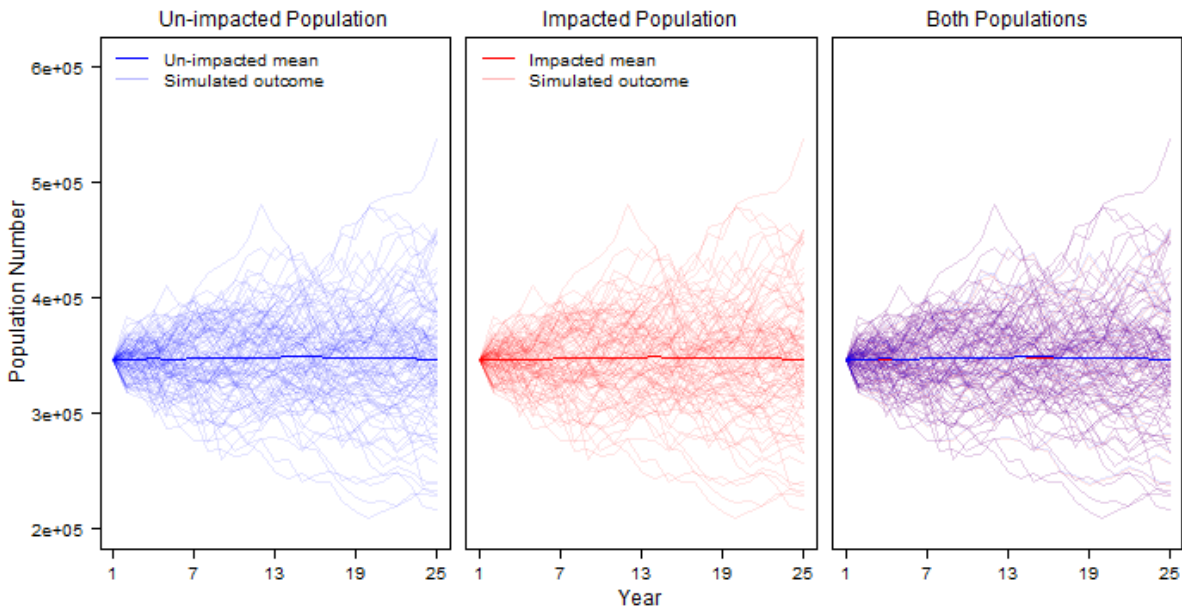 Un-impacted Population
Impacted Population
Both Populations
Un-impacted mean
Simulated outcome
Impacted mean
Simulated outcome
Population Number
6e+05
5e+05
4e+05
3e+05
2e+05
1 7 13 19 25
1 7 13 19 25
1 7 13 19 25
Year